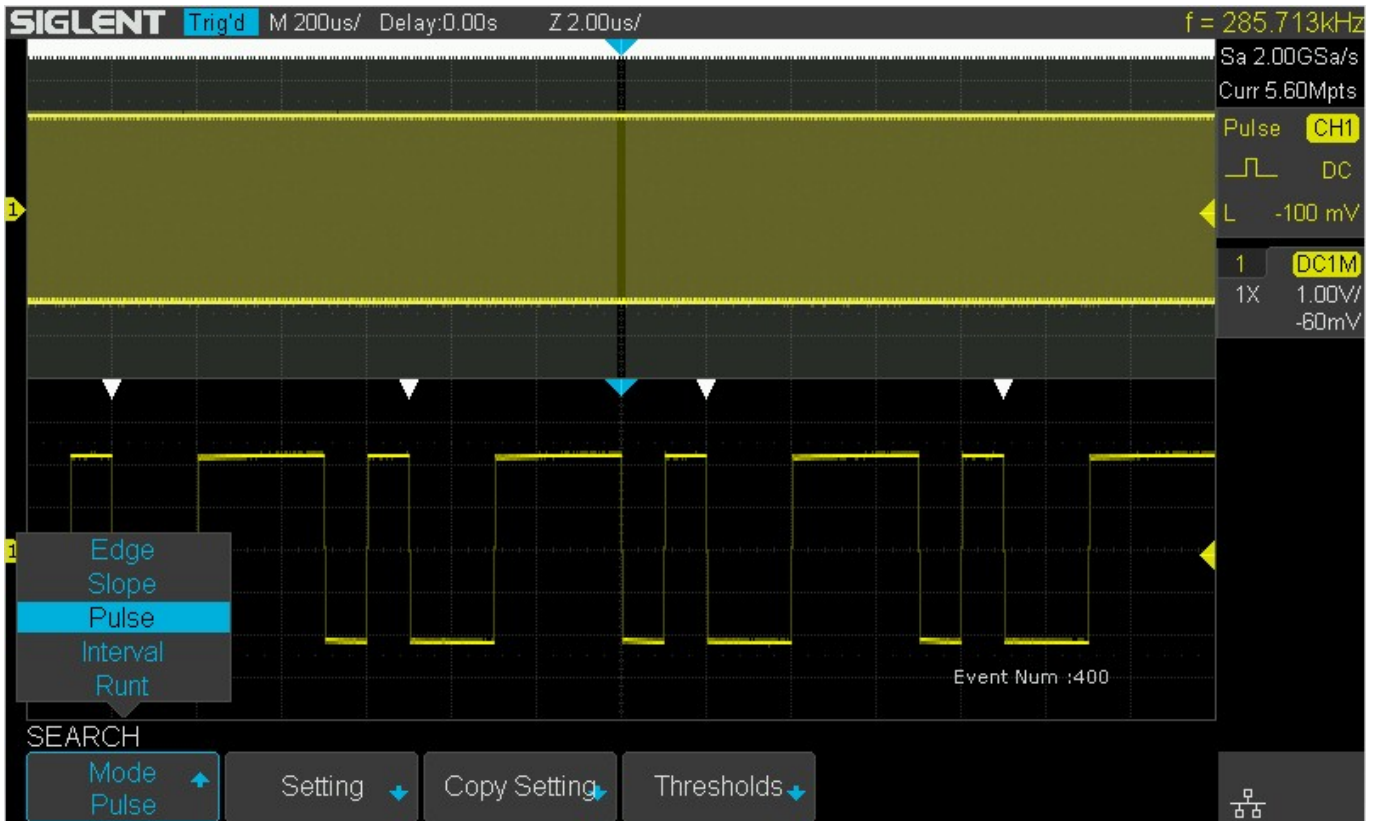 SIGLENT Trig'd M 200us/ Delay:0.00s Z 2.00us/ f = 285.713kHz
Sa 2.00GSa/s
Curr 5.60Mpts
Pulse CH1
DC
L -100 mV
1 DC1M
1X 1.00V/
-60mV
1
1
Edge
Slope
Pulse
Interval
Runt
Event Num :400
SEARCH
Mode
Pulse
Setting
Copy Setting
Thresholds